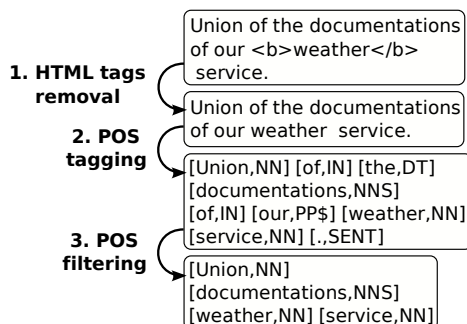 Union of the documentations
of our <b>weather</b>
service.
1. HTML tags
removal
Union of the documentations
of our weather  service.
2. POS
tagging
[Union,NN] [of,IN] [the,DT]
[documentations,NNS]
[of,IN] [our,PP$] [weather,NN]
[service,NN] [.,SENT]
3. POS
filtering
[Union,NN]
[documentations,NNS]
[weather,NN] [service,NN]